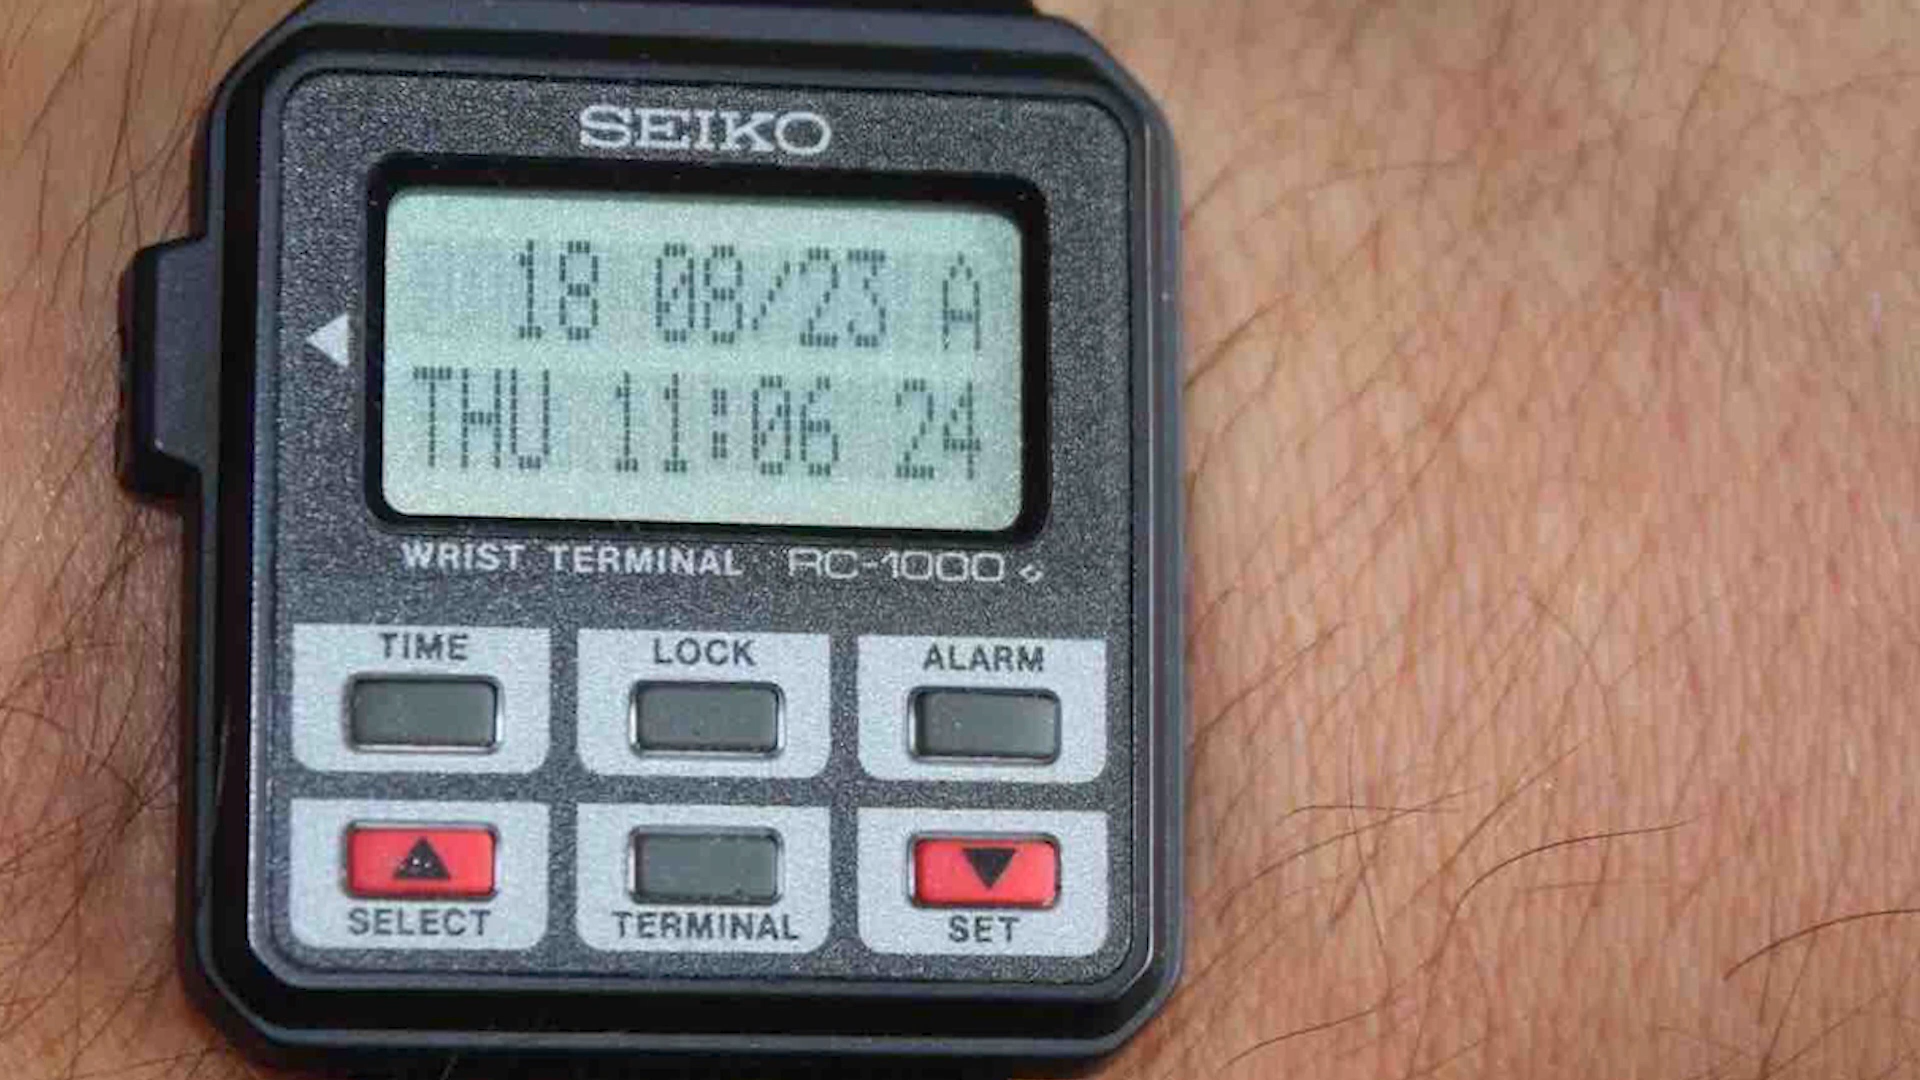 SEIKO
18 08/23 A
THU 11:06 24
WRIST TERMINAL RC-1000
TIME LOCK ALARM
SELECT TERMINAL SET